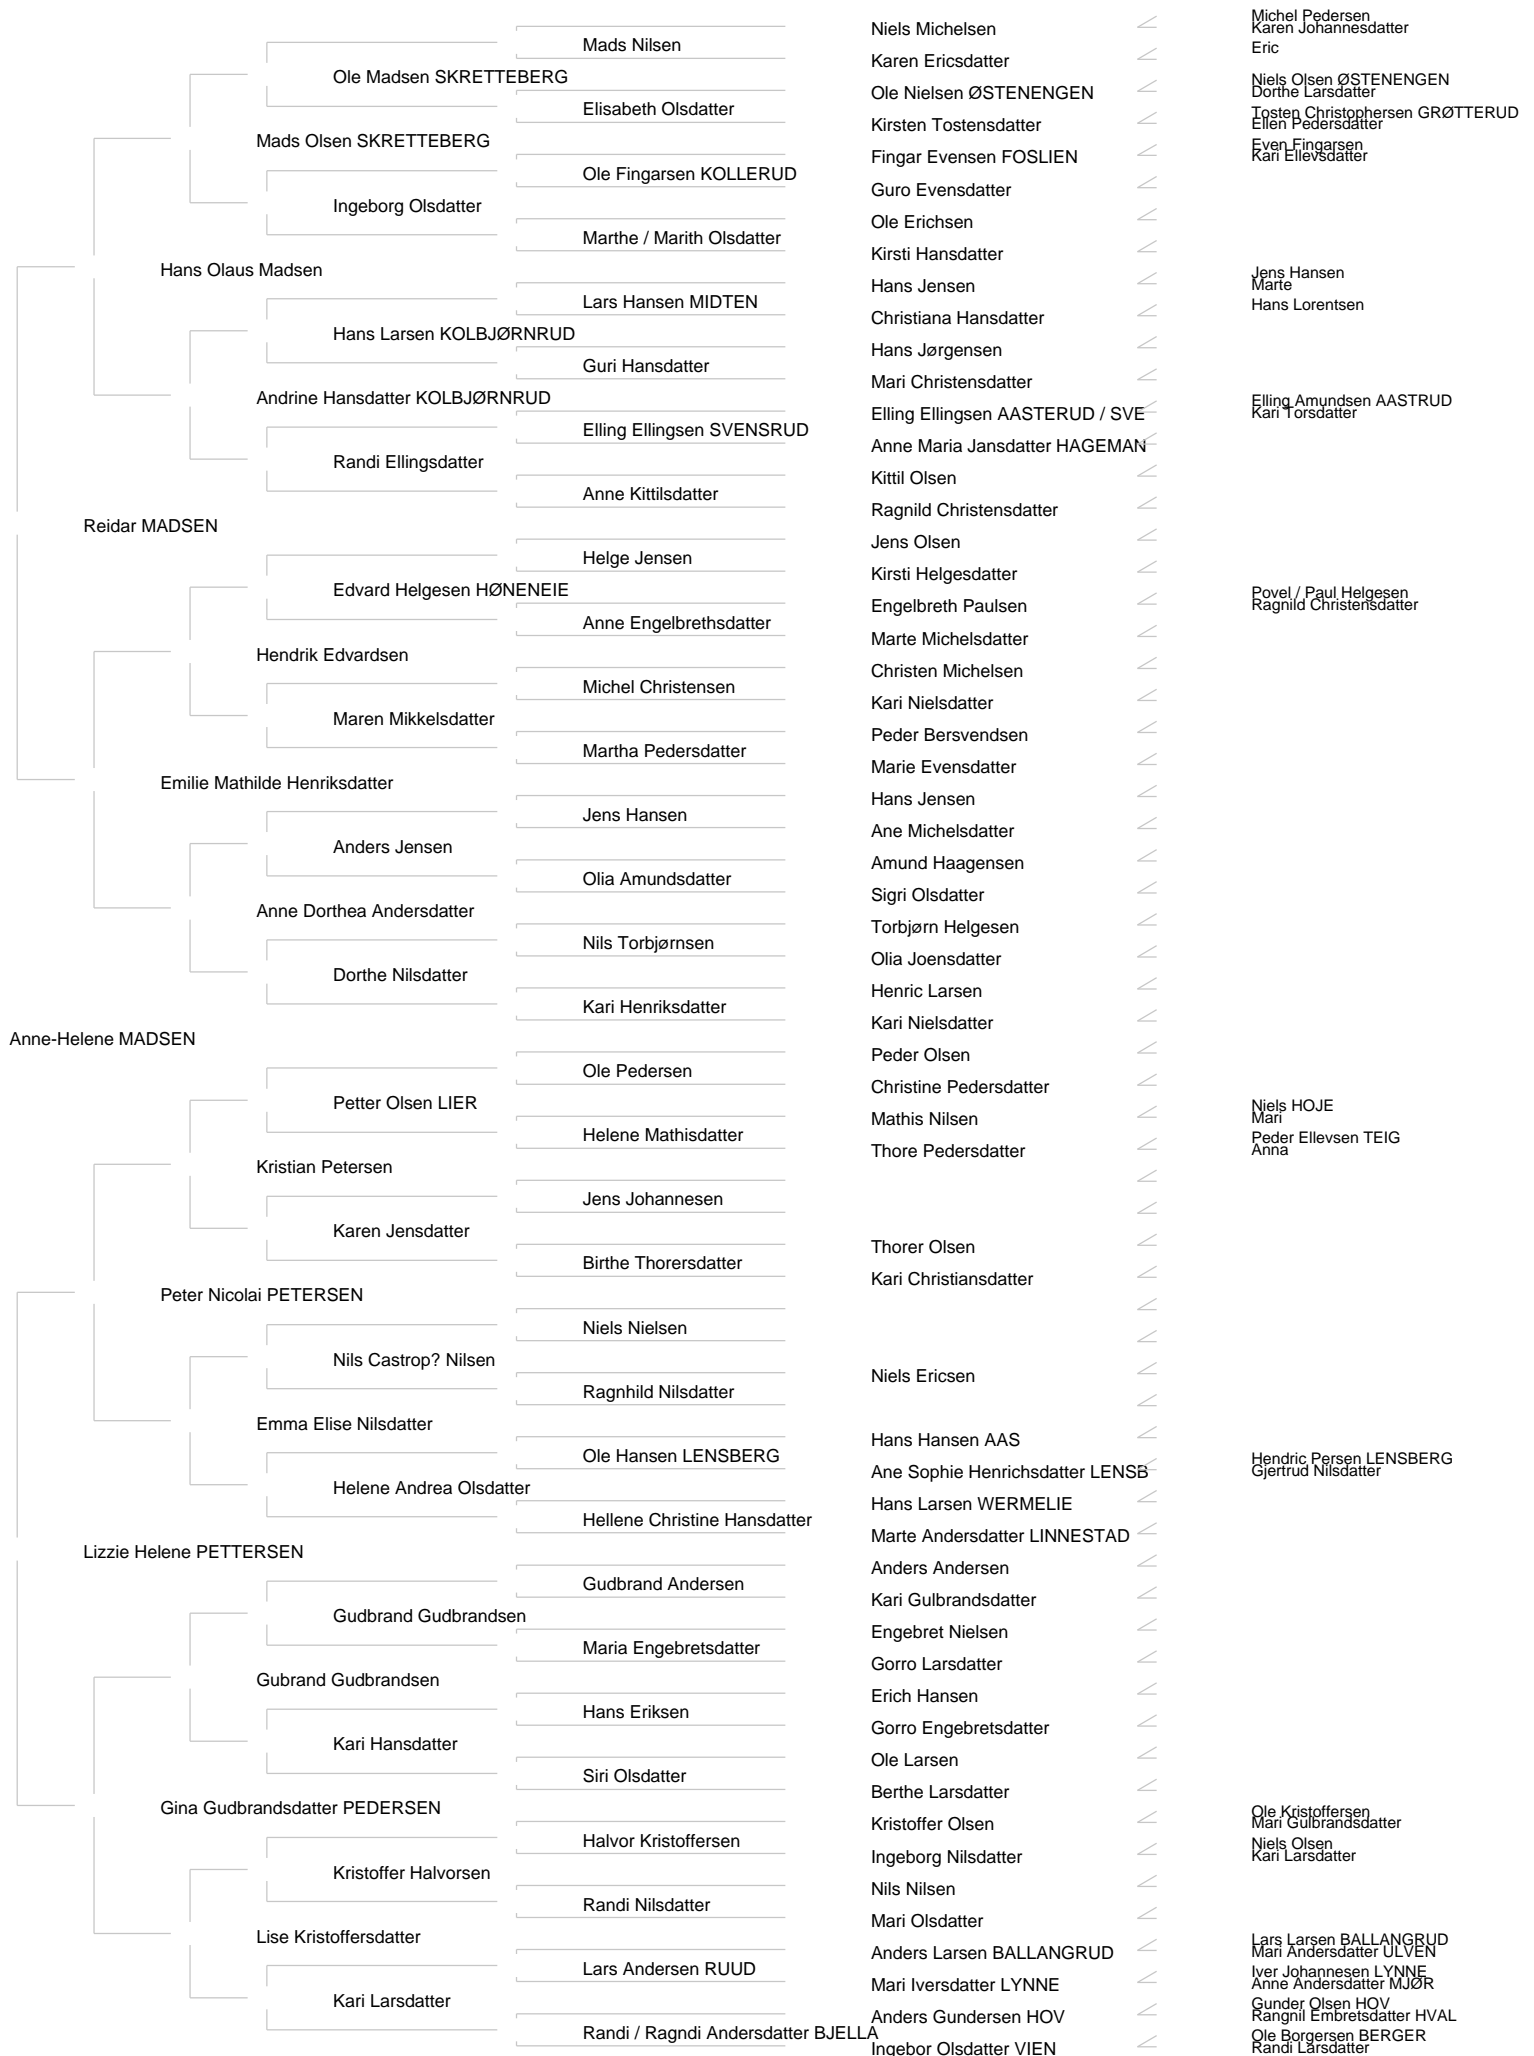 Michel Pedersen
Niels Michelsen
Karen Johannesdatter
Mads Nilsen
Eric
Karen Ericsdatter
Ole Madsen SKRETTEBERG
Niels Olsen ØSTENENGEN
Ole Nielsen ØSTENENGEN
Dorthe Larsdatter
Elisabeth Olsdatter
Tosten Christophersen GRØTTERUD
Kirsten Tostensdatter
Ellen Pedersdatter
Mads Olsen SKRETTEBERG
Even Fingarsen
Fingar Evensen FOSLIEN
Kari Ellevsdatter
Ole Fingarsen KOLLERUD
Guro Evensdatter
Ingeborg Olsdatter
Ole Erichsen
Marthe / Marith Olsdatter
Kirsti Hansdatter
Hans Olaus Madsen
Jens Hansen
Hans Jensen
Marte
Lars Hansen MIDTEN
Hans Lorentsen
Christiana Hansdatter
Hans Larsen KOLBJØRNRUD
Hans Jørgensen
Guri Hansdatter
Mari Christensdatter
Andrine Hansdatter KOLBJØRNRUD
Elling Amundsen AASTRUD
Elling Ellingsen AASTERUD / SVE
Kari Torsdatter
Elling Ellingsen SVENSRUD
Anne Maria Jansdatter HAGEMAN
Randi Ellingsdatter
Kittil Olsen
Anne Kittilsdatter
Ragnild Christensdatter
Reidar MADSEN
Jens Olsen
Helge Jensen
Kirsti Helgesdatter
Edvard Helgesen HØNENEIE
Povel / Paul Helgesen
Engelbreth Paulsen
Ragnild Christensdatter
Anne Engelbrethsdatter
Marte Michelsdatter
Hendrik Edvardsen
Christen Michelsen
Michel Christensen
Kari Nielsdatter
Maren Mikkelsdatter
Peder Bersvendsen
Martha Pedersdatter
Marie Evensdatter
Emilie Mathilde Henriksdatter
Hans Jensen
Jens Hansen
Ane Michelsdatter
Anders Jensen
Amund Haagensen
Olia Amundsdatter
Sigri Olsdatter
Anne Dorthea Andersdatter
Torbjørn Helgesen
Nils Torbjørnsen
Olia Joensdatter
Dorthe Nilsdatter
Henric Larsen
Kari Henriksdatter
Kari Nielsdatter
Anne-Helene MADSEN
Peder Olsen
Ole Pedersen
Christine Pedersdatter
Petter Olsen LIER
Niels HOJE
Mathis Nilsen
Mari
Helene Mathisdatter
Peder Ellevsen TEIG
Thore Pedersdatter
Anna
Kristian Petersen
Jens Johannesen
Karen Jensdatter
Thorer Olsen
Birthe Thorersdatter
Kari Christiansdatter
Peter Nicolai PETERSEN
Niels Nielsen
Nils Castrop? Nilsen
Niels Ericsen
Ragnhild Nilsdatter
Emma Elise Nilsdatter
Hans Hansen AAS
Ole Hansen LENSBERG
Hendric Persen LENSBERG
Ane Sophie Henrichsdatter LENSB
Gjertrud Nilsdatter
Helene Andrea Olsdatter
Hans Larsen WERMELIE
Hellene Christine Hansdatter
Marte Andersdatter LINNESTAD
Lizzie Helene PETTERSEN
Anders Andersen
Gudbrand Andersen
Kari Gulbrandsdatter
Gudbrand Gudbrandsen
Engebret Nielsen
Maria Engebretsdatter
Gorro Larsdatter
Gubrand Gudbrandsen
Erich Hansen
Hans Eriksen
Gorro Engebretsdatter
Kari Hansdatter
Ole Larsen
Siri Olsdatter
Berthe Larsdatter
Gina Gudbrandsdatter PEDERSEN
Ole Kristoffersen
Kristoffer Olsen
Mari Gulbrandsdatter
Halvor Kristoffersen
Niels Olsen
Ingeborg Nilsdatter
Kari Larsdatter
Kristoffer Halvorsen
Nils Nilsen
Randi Nilsdatter
Mari Olsdatter
Lise Kristoffersdatter
Lars Larsen BALLANGRUD
Anders Larsen BALLANGRUD
Mari Andersdatter ULVEN
Lars Andersen RUUD
Iver Johannesen LYNNE
Mari Iversdatter LYNNE
Anne Andersdatter MJØR
Kari Larsdatter
Gunder Olsen HOV
Anders Gundersen HOV
Rangnil Embretsdatter HVAL
Randi / Ragndi Andersdatter BJELLA
Ole Borgersen BERGER
Ingebor Olsdatter VIEN
Randi Larsdatter